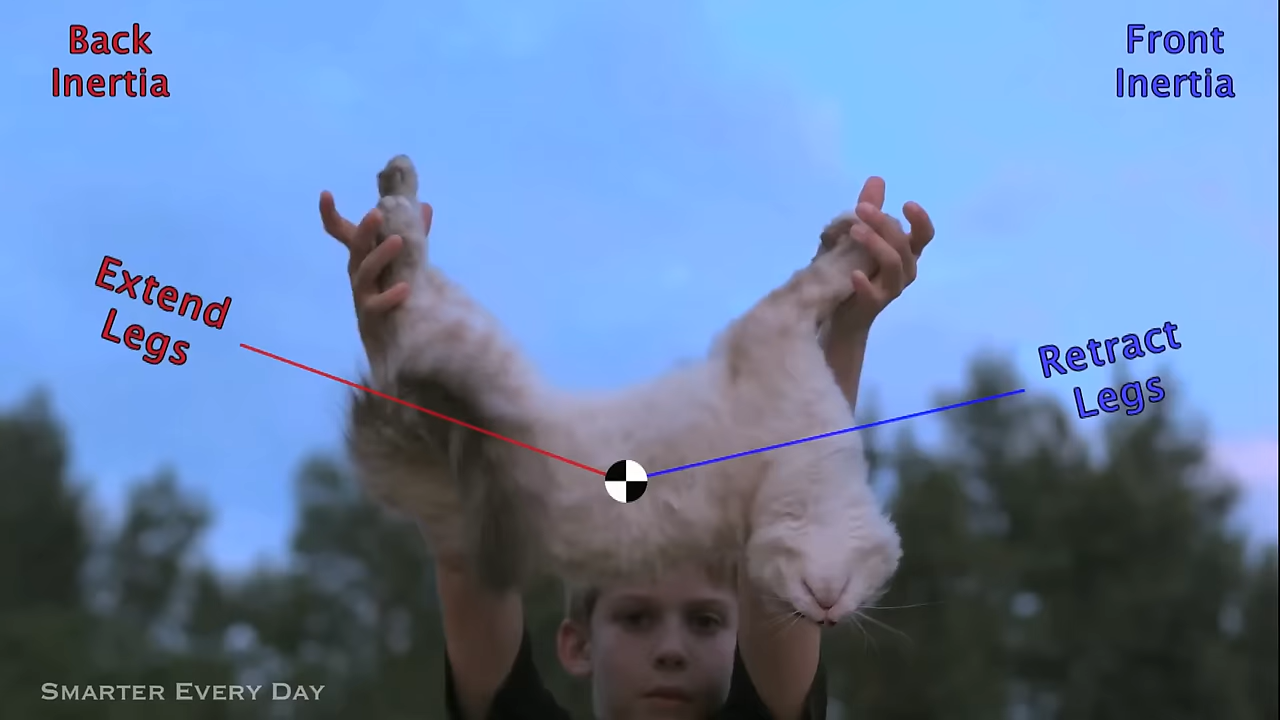 Back
Inertia
Front
Inertia
Extend
Legs
Retract
Legs
SMARTER EVERY DAY